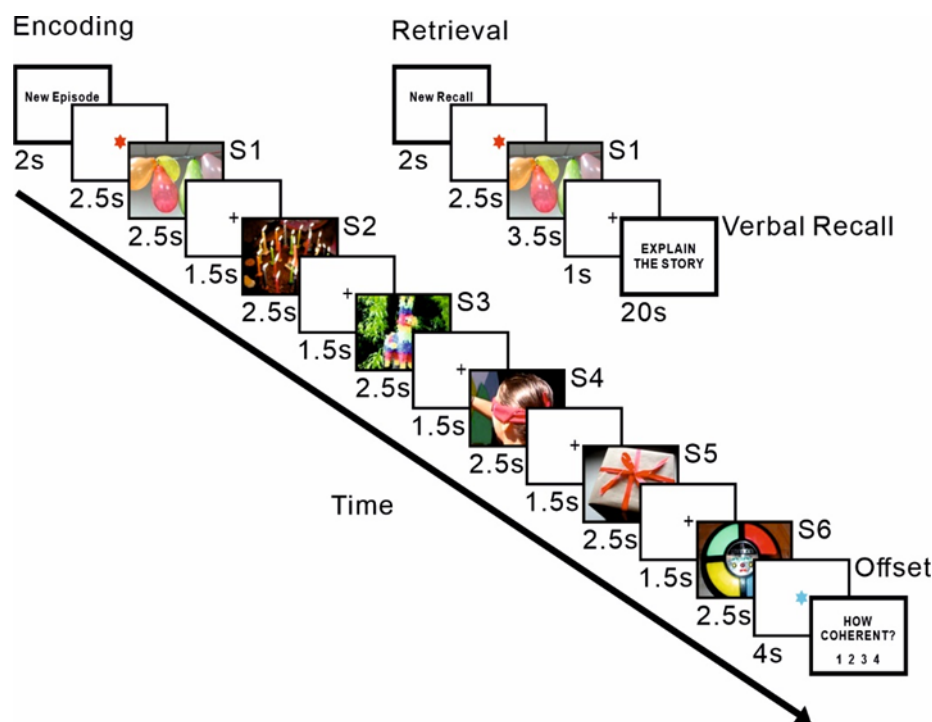 Encoding
New Episode
2s
2.5s
S1
2.5s
+
1.5s
S2
2.5s
+
1.5s
S3
2.5s
+
1.5s
S4
2.5s
+
1.5s
S5
2.5s
+
1.5s
S6
2.5s
Offset
4s
HOW
COHERENT?
1 2 3 4
Time
Retrieval
New Recall
2s
2.5s
S1
3.5s
+
1s
Verbal Recall
EXPLAIN
THE STORY
20s